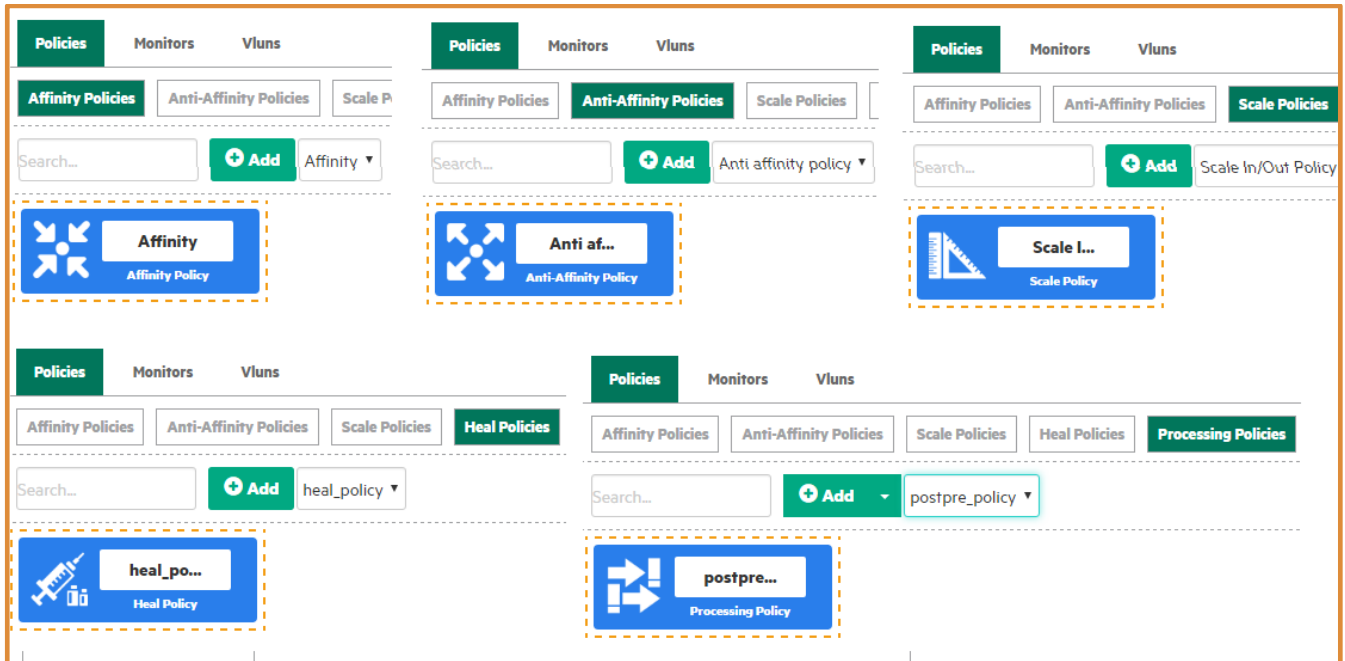 Policies Monitors Vluns
Affinity Policies Anti-Affinity Policies Scale P
Search... Add Affinity
Affinity
Affinity Policy
Policies Monitors Vluns
Affinity Policies Anti-Affinity Policies Scale Policies
Search... Add Anti affinity policy
Anti af...
Anti-Affinity Policy
Policies Monitors Vluns
Affinity Policies Anti-Affinity Policies Scale Policies
Search... Add Scale In/Out Policy
Scale I...
Scale Policy
Policies Monitors Vluns
Affinity Policies Anti-Affinity Policies Scale Policies Heal Policies
Search... Add heal_policy
heal_po...
Heal Policy
Policies Monitors Vluns
Affinity Policies Anti-Affinity Policies Scale Policies Heal Policies Processing Policies
Search... Add postpre_policy
postpre...
Processing Policy